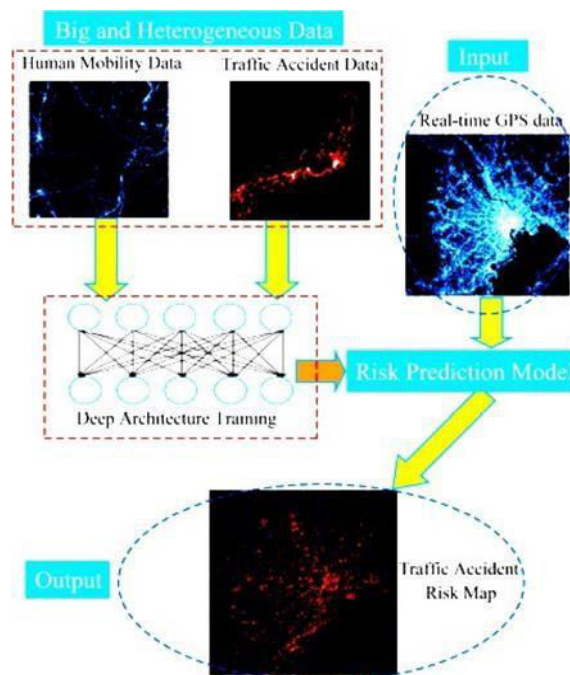 Big and Heterogeneous Data
Human Mobility Data
Traffic Accident Data
Input
Real-time GPS data
Deep Architecture Training
Risk Prediction Model
Output
Traffic Accident
Risk Map